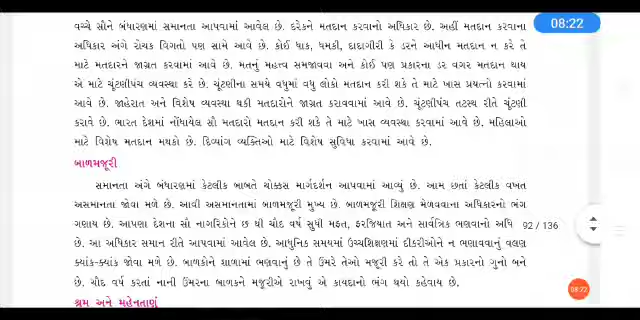 વચ્ચે સૌને બંધારણમાં સમાનતા આપવામાં આવેલ છે. દરેકને મતદાન કરવાનો અધિકાર છે. અહીં મતદાન કરવાના
અધિકાર અંગે રોચક વિગતો પણ સામે આવે છે. કોઈ ધાક, ધમકી, દાદાગીરી કે ડરને આધીન મતદાન ન કરે તે
માટે મતદારને જાગ્રત કરવામાં આવે છે. મતનું મહત્ત્વ સમજાવવા અને કોઈ પણ પ્રકારના ડર વગર મતદાન થાય
એ માટે ચૂંટણીપંચ વ્યવસ્થા કરે છે. ચૂંટણીના સમયે વધુમાં વધુ લોકો મતદાન કરી શકે તે માટે ખાસ પ્રયત્નો કરવામાં
આવે છે. જાહેરાત અને વિશેષ વ્યવસ્થા થકી મતદારોને જાગ્રત કરાવવામાં આવે છે. ચૂંટણીપંચ તટસ્થ રીતે ચૂંટણી
કરાવે છે. ભારત દેશમાં નોંધાયેલ સૌ મતદારો મતદાન કરી શકે તે માટે ખાસ વ્યવસ્થા કરવામાં આવે છે. મહિલાઓ
માટે વિશેષ મતદાન મથકો છે. દિવ્યાંગ વ્યક્તિઓ માટે વિશેષ સુવિધા કરવામાં આવે છે.
બાળમજૂરી
સમાનતા અંગે બંધારણમાં કેટલીક બાબતે ચોક્કસ માર્ગદર્શન આપવામાં આવ્યું છે. આમ છતાં કેટલીક વખત
અસમાનતા જોવા મળે છે. આવી અસમાનતામાં બાળમજૂરી મુખ્ય છે. બાળમજૂરી શિક્ષણ મેળવવાના અધિકારનો ભંગ
ગણાય છે. આપણા દેશના સૌ નાગરિકોને છ થી ચૌદ વર્ષ સુધી મફત, ફરજિયાત અને સાર્વત્રિક ભણવાનો અધિ
છે. આ અધિકાર સમાન રીતે આપવામાં આવેલ છે. આધુનિક સમયમાં ઉચ્ચશિક્ષણમાં દીકરીઓને ન ભણાવવાનું વલણ
ક્યાંક-ક્યાંક જોવા મળે છે. બાળકોને શાળામાં ભણવાનું છે તે ઉંમરે તેઓ મજૂરી કરે તો તે એક પ્રકારનો ગુનો બને
છે. ચૌદ વર્ષ કરતાં નાની ઉંમરના બાળકને મજૂરીએ રાખવું એ કાયદાનો ભંગ થયો કહેવાય છે.
શ્રમ અને મહેનતાણું
08:22
92 / 136
08:22